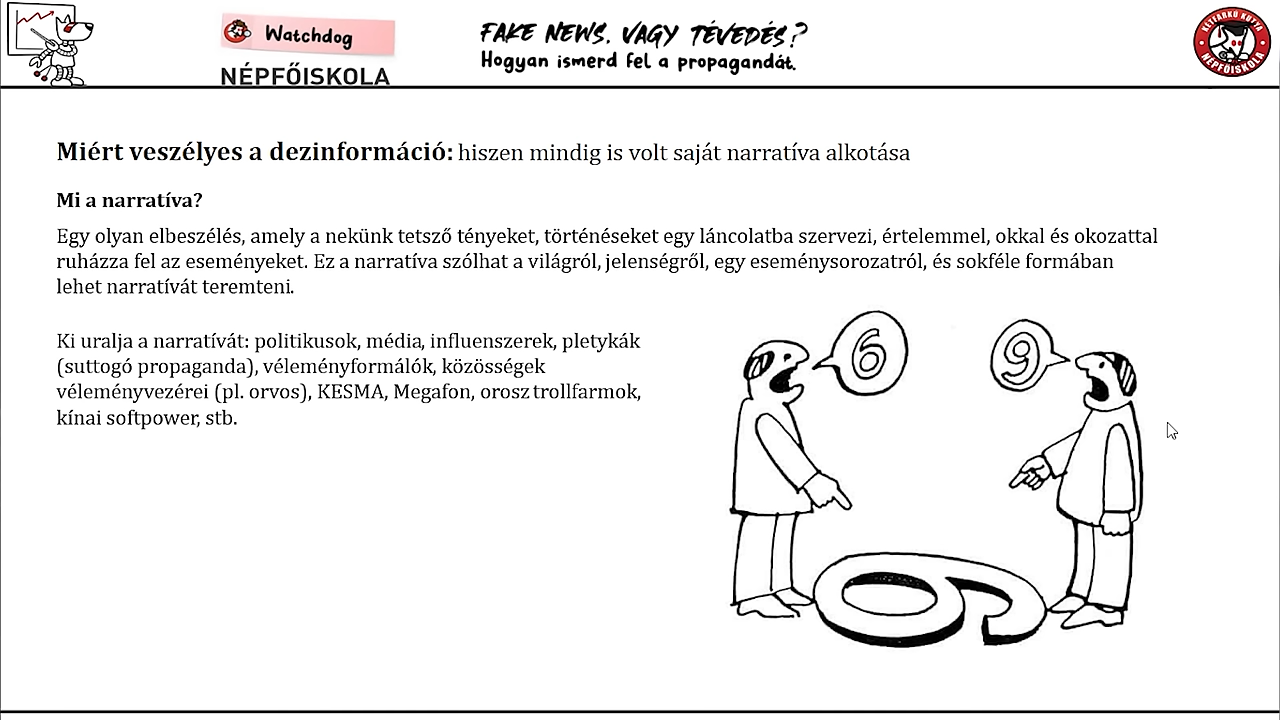 Watchdog
NÉPFŐISKOLA
FAKE NEWS, VAGY TÉVEDÉS?
Hogyan ismerd fel a propagandát.
KÉTFARKÚ KUTYA
NÉPFŐISKOLA
Miért veszélyes a dezinformáció: hiszen mindig is volt saját narratíva alkotása
Mi a narratíva?
Egy olyan elbeszélés, amely a nekünk tetsző tényeket, történéseket egy láncolatba szervezi, értelemmel, okkal és okozattal
ruházza fel az eseményeket. Ez a narratíva szólhat a világról, jelenségről, egy eseménysorozatról, és sokféle formában
lehet narratívát teremteni.
Ki uralja a narratívát: politikusok, média, influenszerek, pletykák
(suttogó propaganda), véleményformálók, közösségek
véleményvezérei (pl. orvos), KESMA, Megafon, orosz trollfarmok,
kínai softpower, stb.
6
9
6